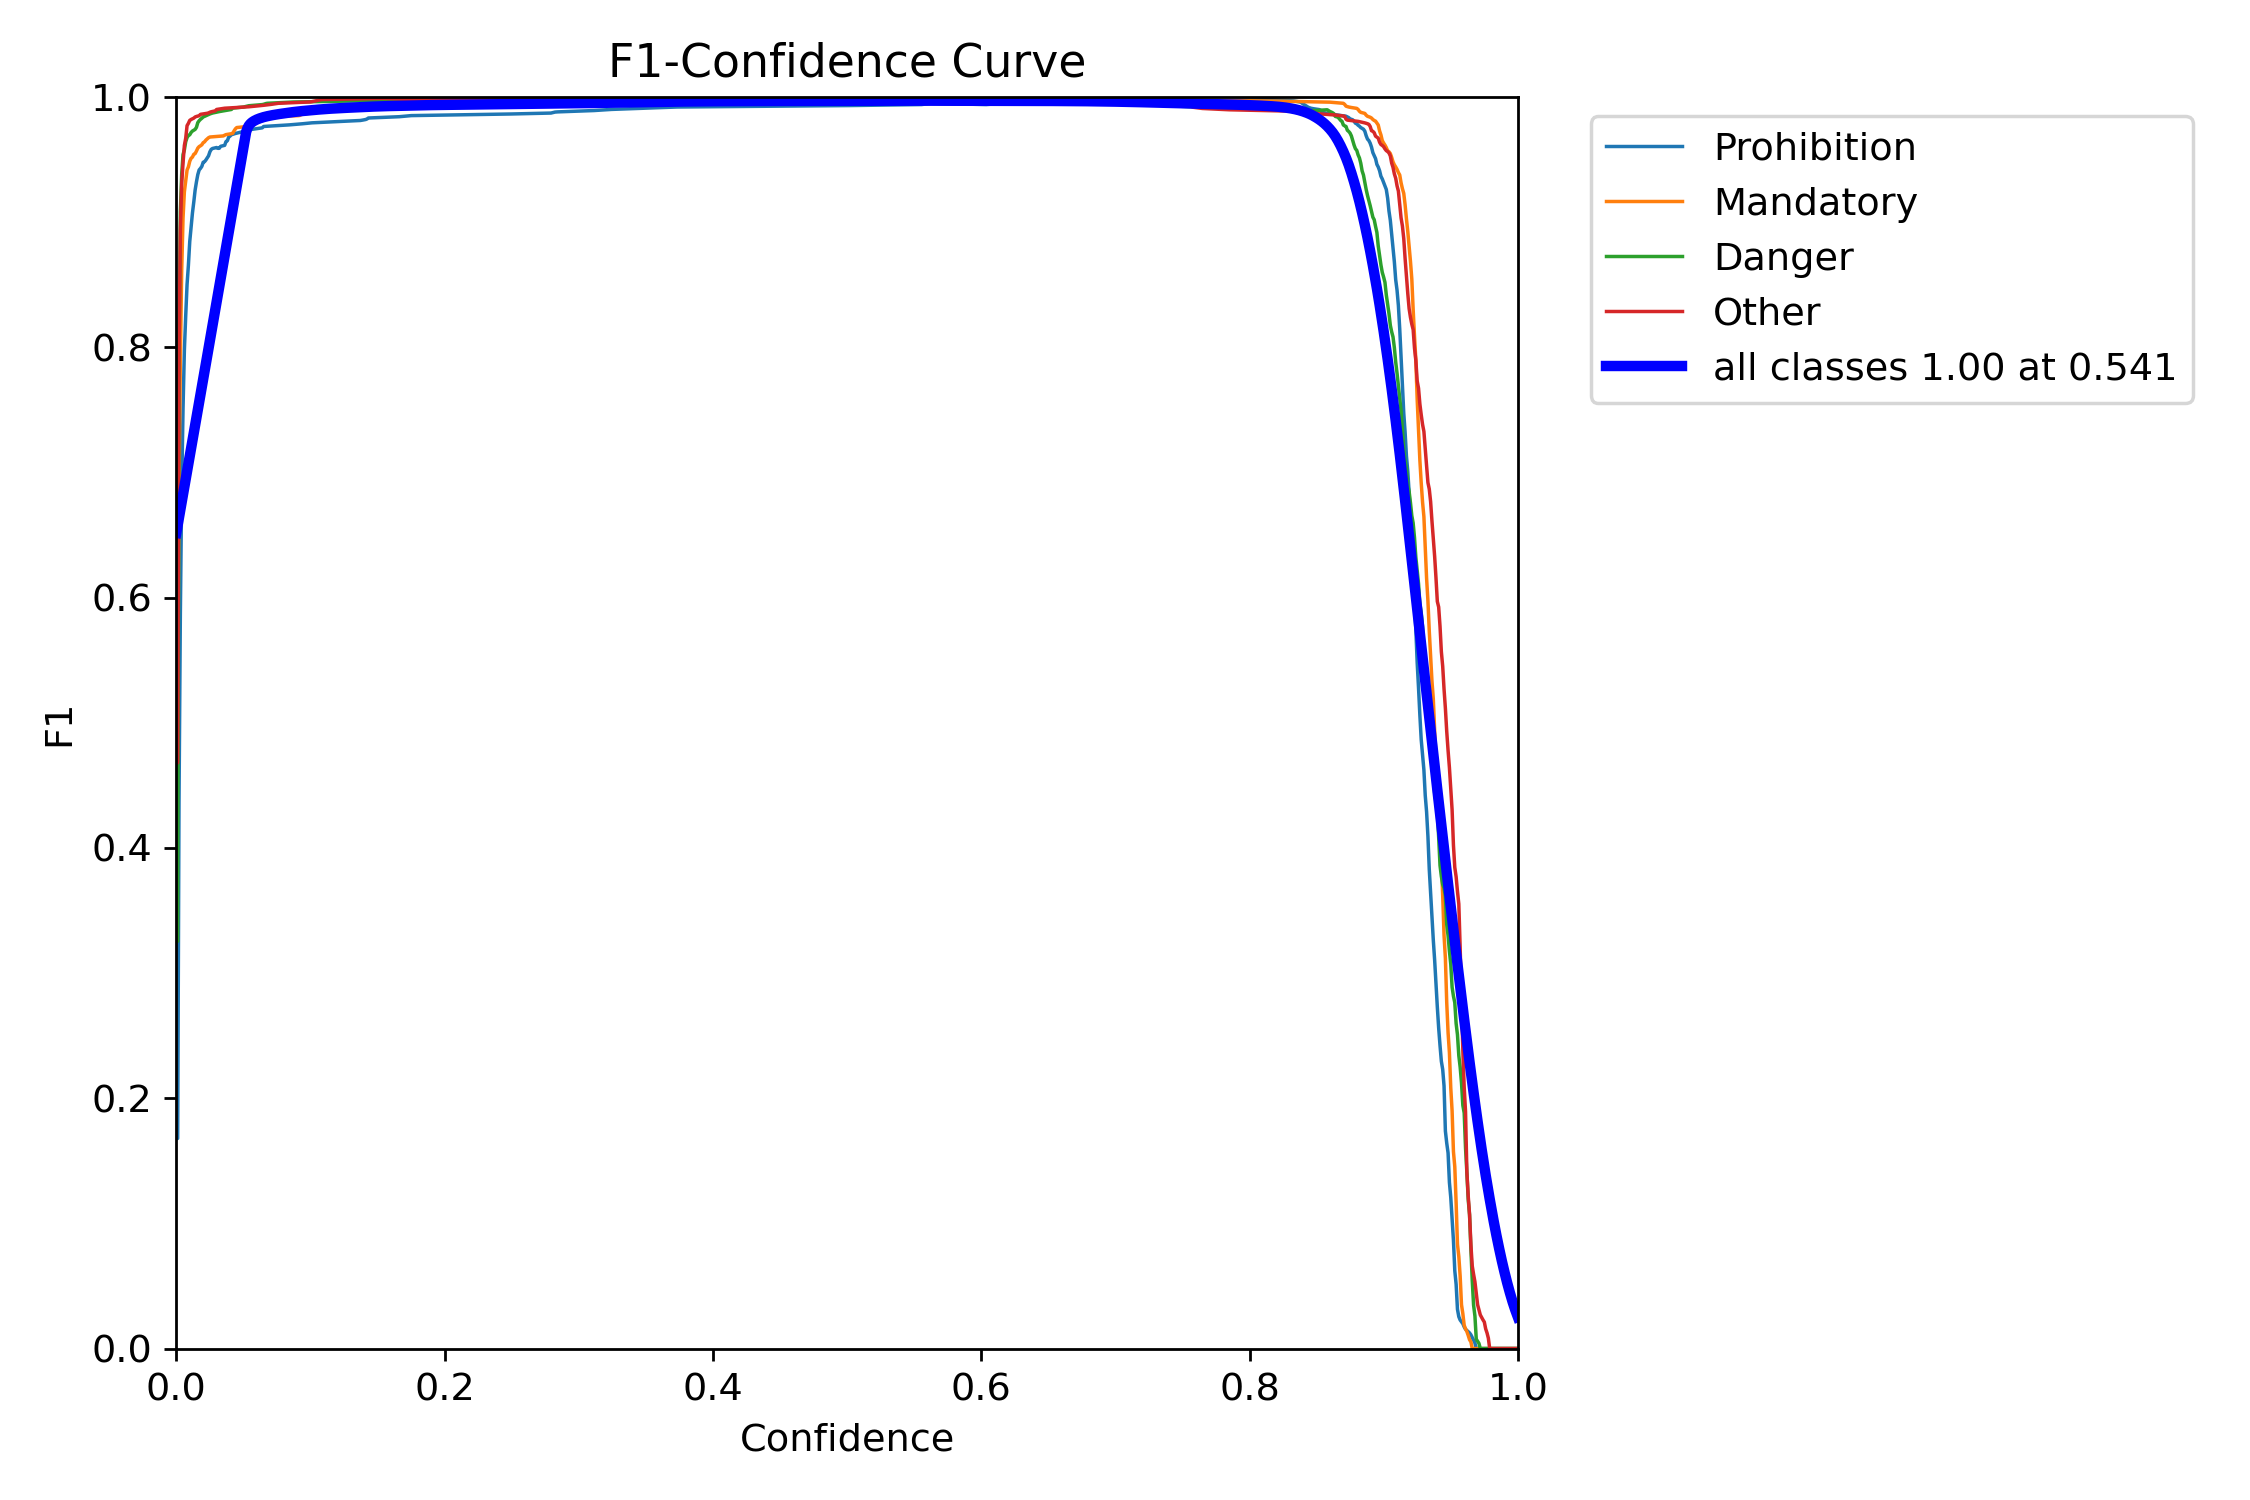 F1-Confidence Curve
1.0
0.8
0.6
0.4
0.2
0.0
F1
0.0 0.2 0.4 0.6 0.8 1.0
Confidence
Prohibition
Mandatory
Danger
Other
all classes 1.00 at 0.541